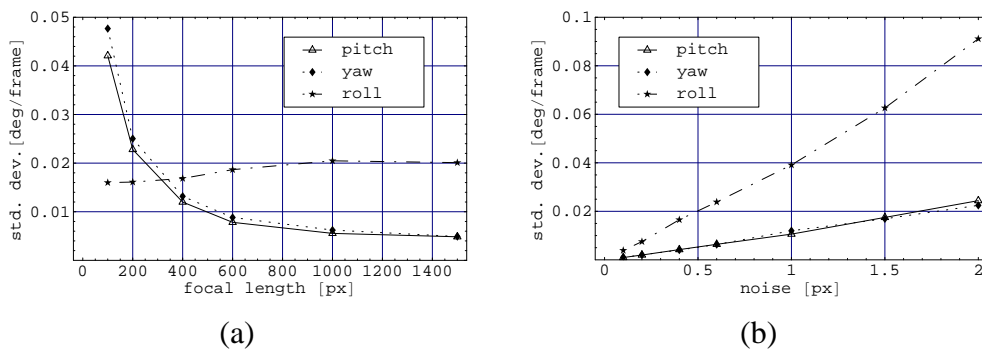 0.05
0.04
0.03
0.02
0.01
std. dev.[deg/frame]
pitch
yaw
roll
0 200 400 600 800 1000 1200 1400
focal length [px]
(a)
0.1
0.08
0.06
0.04
0.02
std. dev.[deg/frame]
pitch
yaw
roll
0 0.5 1 1.5 2
noise [px]
(b)